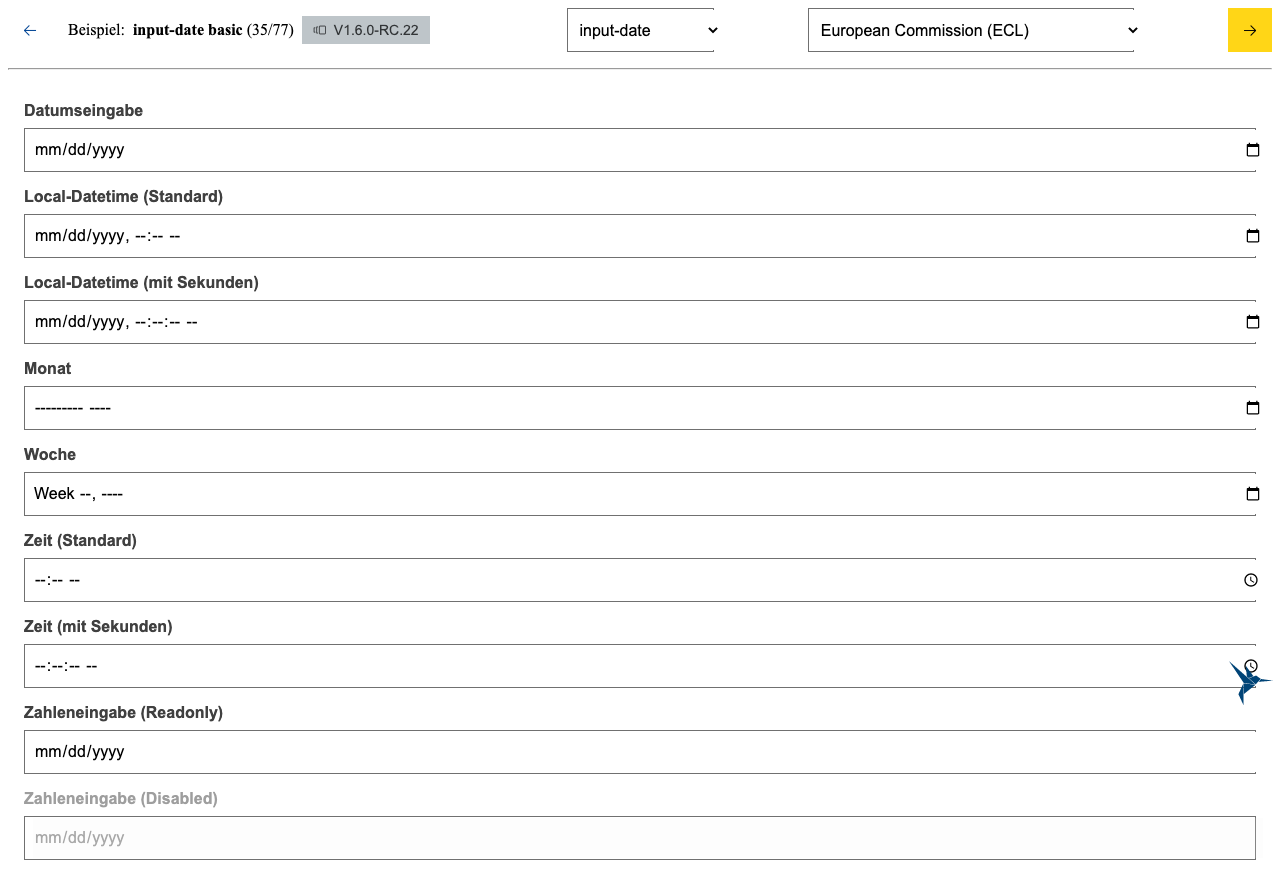 Beispiel: input-date basic (35/77) V1.6.0-RC.22 input-date European Commission (ECL)
Datumseingabe
mm/dd/yyyy
Local-Datetime (Standard)
mm/dd/yyyy, --:-- --
Local-Datetime (mit Sekunden)
mm/dd/yyyy, --:--:-- --
Monat
--------- ----
Woche
Week --, ----
Zeit (Standard)
--:-- --
Zeit (mit Sekunden)
--:--:-- --
Zahleneingabe (Readonly)
mm/dd/yyyy
Zahleneingabe (Disabled)
mm/dd/yyyy